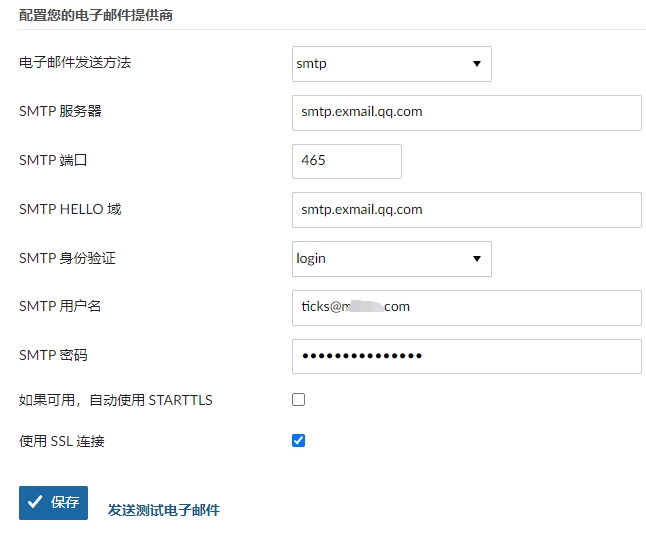 配置您的电子邮件提供商
电子邮件发送方法 smtp
SMTP 服务器 smtp.exmail.qq.com
SMTP 端口 465
SMTP HELLO 域 smtp.exmail.qq.com
SMTP 身份验证 login
SMTP 用户名 ticks@m com
SMTP 密码 •••••••••••••••
如果可用，自动使用 STARTTLS
使用 SSL 连接
保存 发送测试电子邮件